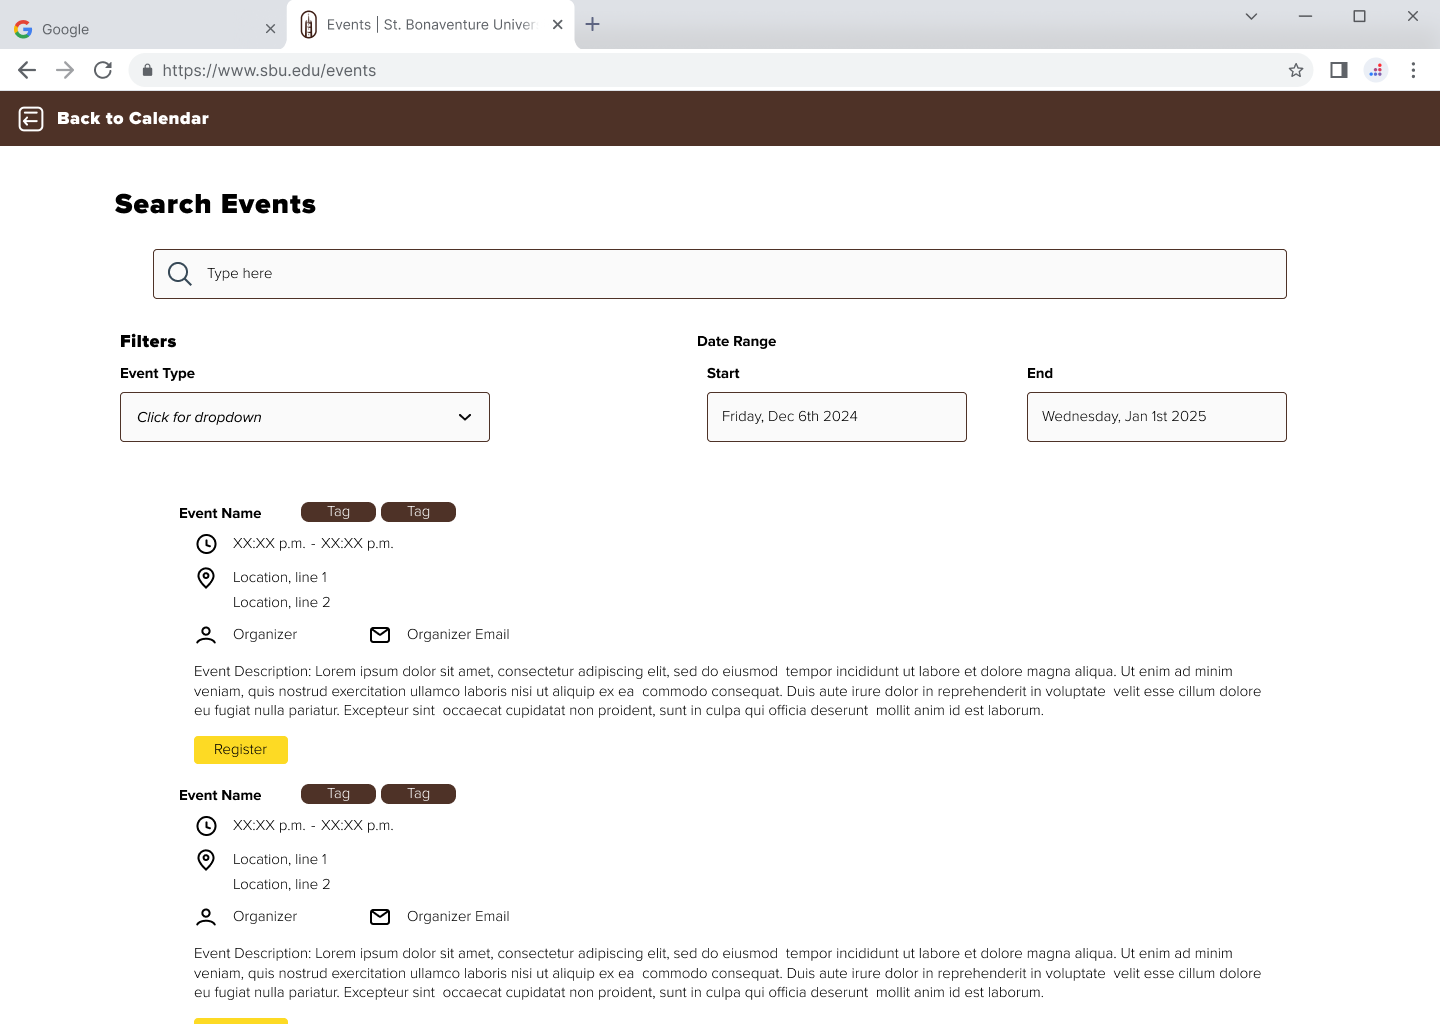 Google
Events | St. Bonaventure Univer
https://www.sbu.edu/events
Back to Calendar
Search Events
Type here
Filters
Date Range
Event Type
Start
End
Click for dropdown
Friday, Dec 6th 2024
Wednesday, Jan 1st 2025
Event Name
Tag
Tag
XX:XX p.m. - XX:XX p.m.
Location, line 1
Location, line 2
Organizer
Organizer Email
Event Description: Lorem ipsum dolor sit amet, consectetur adipiscing elit, sed do eiusmod  tempor incididunt ut labore et dolore magna aliqua. Ut enim ad minim
veniam, quis nostrud exercitation ullamco laboris nisi ut aliquip ex ea  commodo consequat. Duis aute irure dolor in reprehenderit in voluptate  velit esse cillum dolore
eu fugiat nulla pariatur. Excepteur sint  occaecat cupidatat non proident, sunt in culpa qui officia deserunt  mollit anim id est laborum.
Register
Event Name
Tag
Tag
XX:XX p.m. - XX:XX p.m.
Location, line 1
Location, line 2
Organizer
Organizer Email
Event Description: Lorem ipsum dolor sit amet, consectetur adipiscing elit, sed do eiusmod  tempor incididunt ut labore et dolore magna aliqua. Ut enim ad minim
veniam, quis nostrud exercitation ullamco laboris nisi ut aliquip ex ea  commodo consequat. Duis aute irure dolor in reprehenderit in voluptate  velit esse cillum dolore
eu fugiat nulla pariatur. Excepteur sint  occaecat cupidatat non proident, sunt in culpa qui officia deserunt  mollit anim id est laborum.